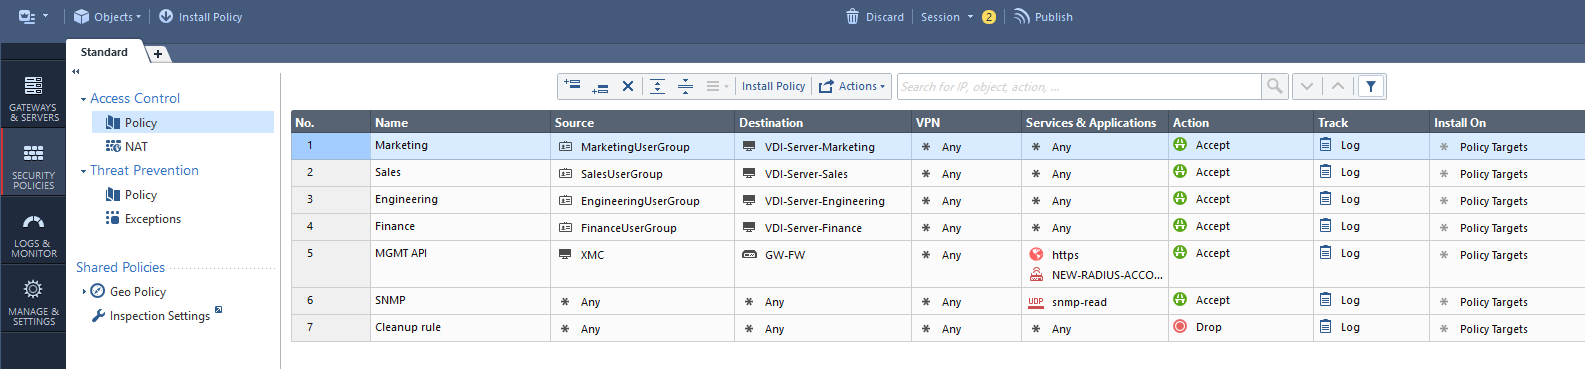 Objects Install Policy Discard Session 2 Publish
Standard +
GATEWAYS & SERVERS
SECURITY POLICIES
LOGS & MONITOR
MANAGE & SETTINGS
Access Control
Policy
NAT
Threat Prevention
Policy
Exceptions
Shared Policies
Geo Policy
Inspection Settings
Install Policy Actions Search for IP, object, action, ...
No. Name Source Destination VPN Services & Applications Action Track Install On
1 Marketing MarketingUserGroup VDI-Server-Marketing Any Any Accept Log Policy Targets
2 Sales SalesUserGroup VDI-Server-Sales Any Any Accept Log Policy Targets
3 Engineering EngineeringUserGroup VDI-Server-Engineering Any Any Accept Log Policy Targets
4 Finance FinanceUserGroup VDI-Server-Finance Any Any Accept Log Policy Targets
5 MGMT API XMC GW-FW Any https Accept Log Policy Targets
NEW-RADIUS-ACCO...
6 SNMP Any Any Any UDP snmp-read Accept Log Policy Targets
7 Cleanup rule Any Any Any Any Drop Log Policy Targets